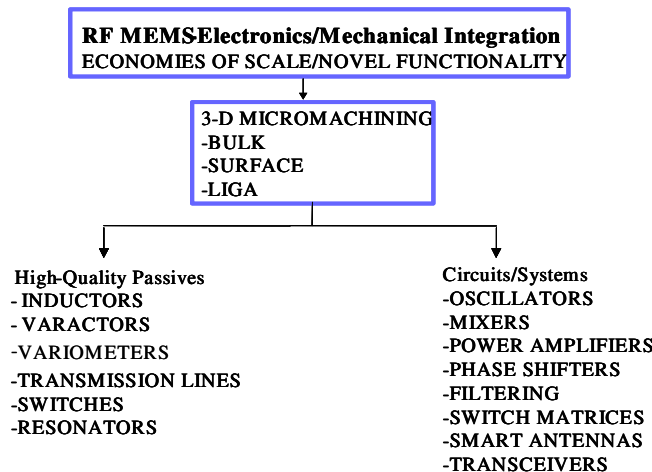 RF MEMS-Electronics/Mechanical Integration
ECONOMIES OF SCALE/NOVEL FUNCTIONALITY
3-D MICROMACHINING
-BULK
-SURFACE
-LIGA
High-Quality Passives
- INDUCTORS
- VARACTORS
-VARIOMETERS
-TRANSMISSION LINES
-SWITCHES
-RESONATORS
Circuits/Systems
-OSCILLATORS
-MIXERS
-POWER AMPLIFIERS
-PHASE SHIFTERS
-FILTERING
-SWITCH MATRICES
-SMART ANTENNAS
-TRANSCEIVERS